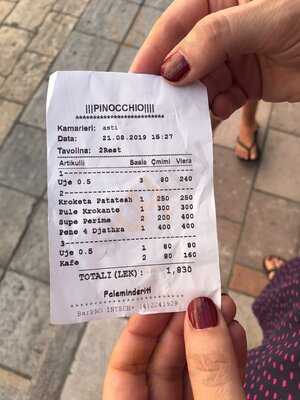 |||PINOCCHIO||||
************************
Kamarieri: asti
Data: 21.08.2019 15:27
Tavolina: 2Rest
Artikulli Sasia Çmimi Vlera
1
Uje 0.5 3 80 240
2
Kroketa Patatesh 1 250 250
Pule Krokante 1 300 300
Supe Perime 2 200 400
Pene 4 Djathra 1 400 400
3
Uje 0.5 1 80 80
Kafe 2 80 160
TOTALI (LEK): 1,830
Faleminderit!